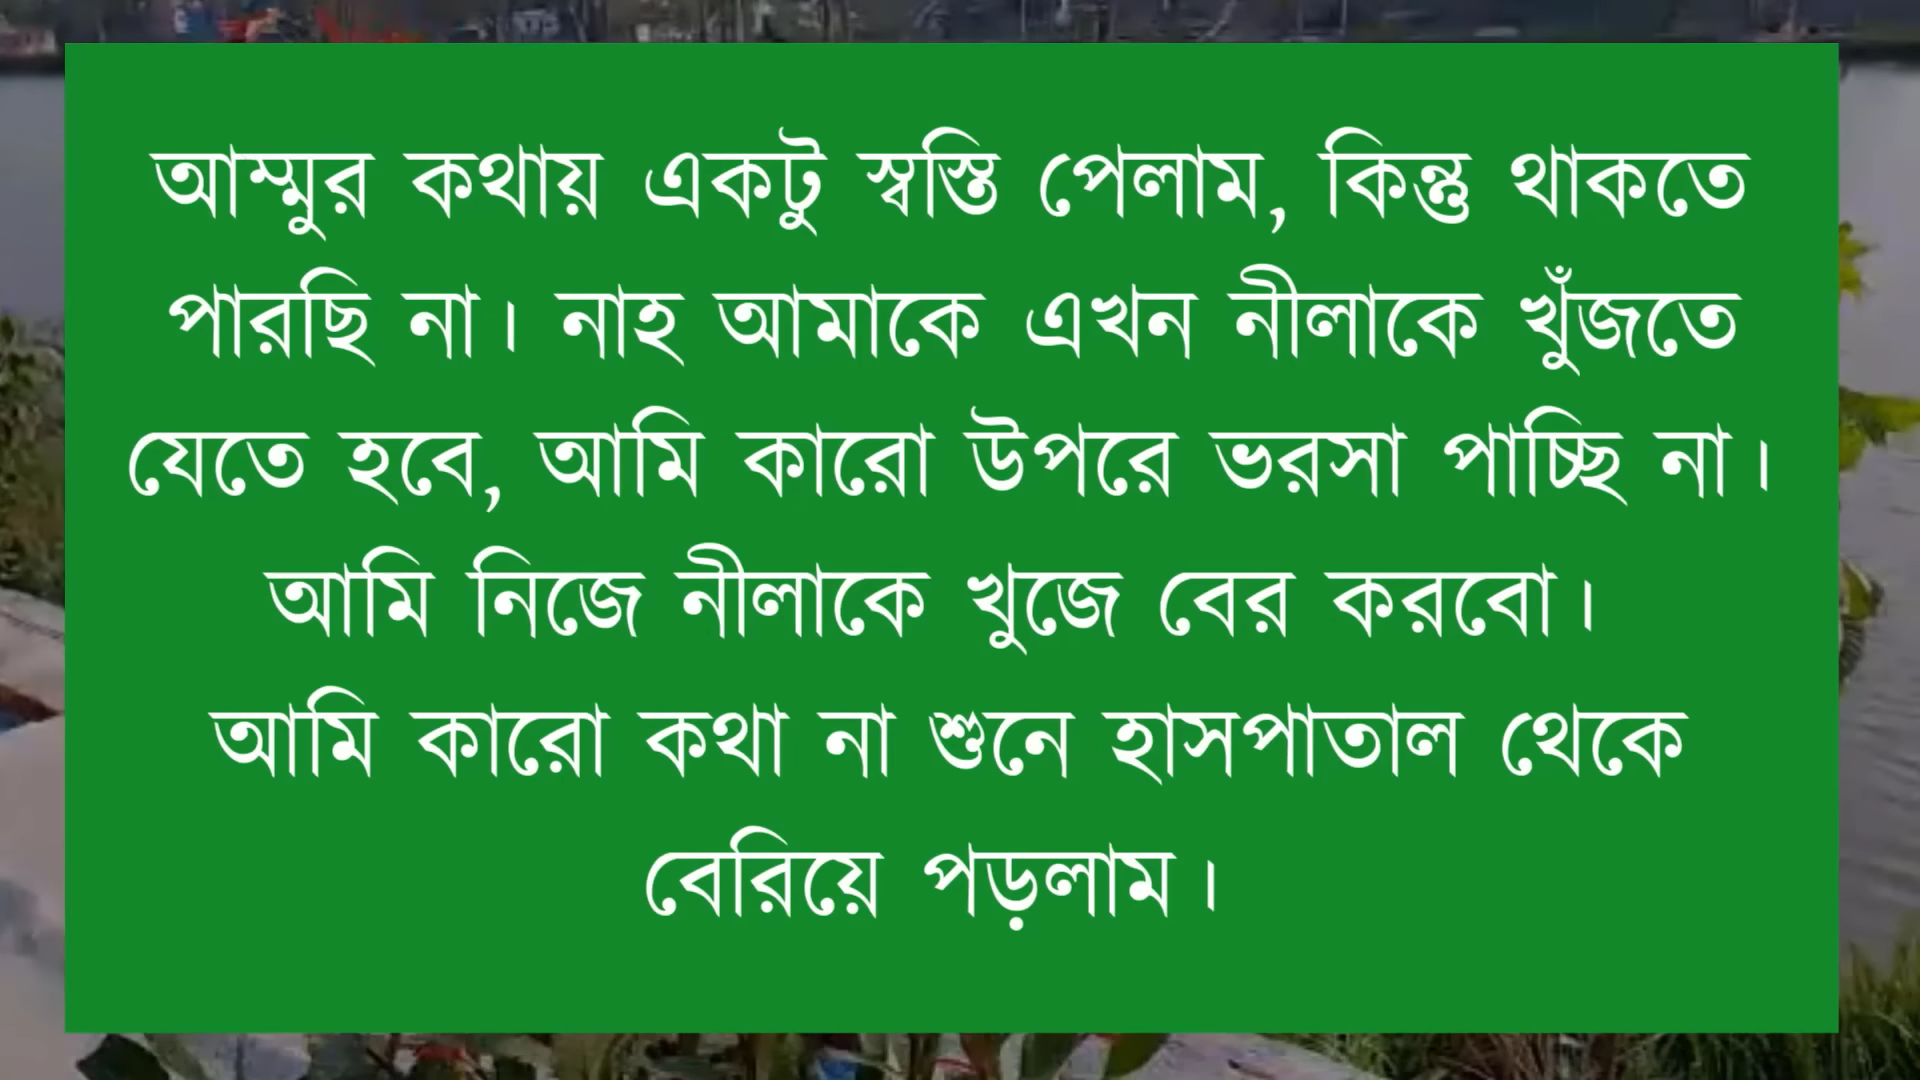 আম্মুর কথায় একটু স্বস্তি পেলাম, কিন্তু থাকতে
পারছি না। নাহ আমাকে এখন নীলাকে খুঁজতে
যেতে হবে, আমি কারো উপরে ভরসা পাচ্ছি না।
আমি নিজে নীলাকে খুজে বের করবো।
আমি কারো কথা না শুনে হাসপাতাল থেকে
বেরিয়ে পড়লাম।